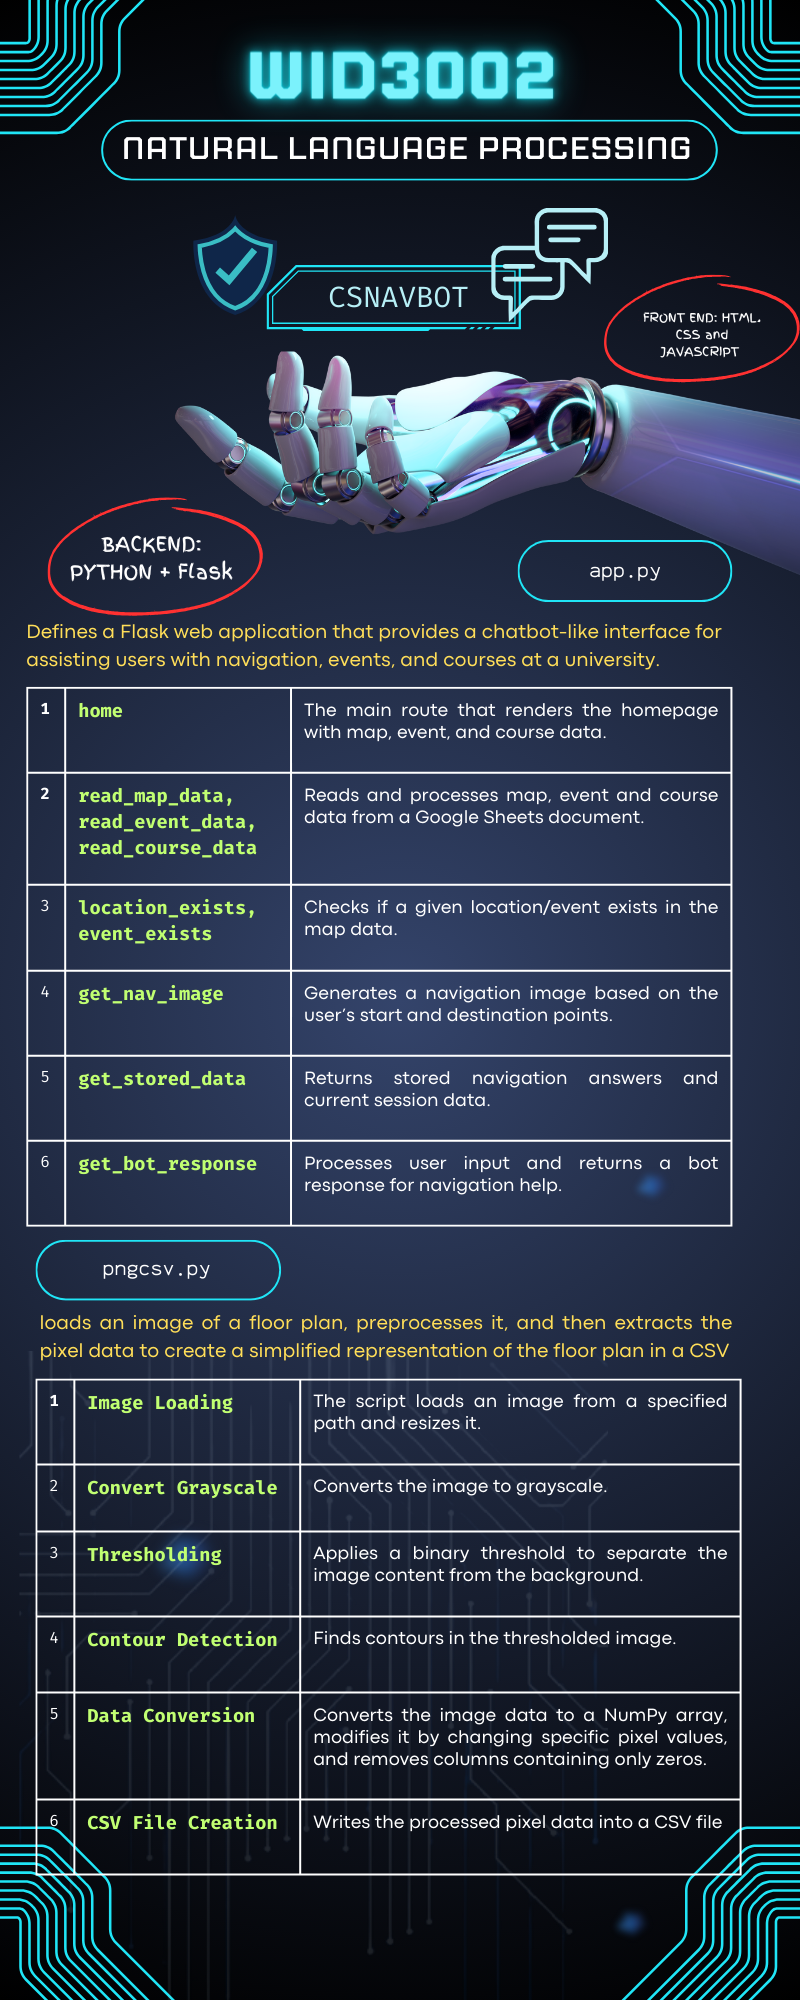 WID3002
NATURAL LANGUAGE PROCESSING
CSNAVBOT
FRONT END: HTML.
CSS and
JAVASCRIPT
BACKEND:
PYTHON + Flask
app.py
Defines a Flask web application that provides a chatbot-like interface for
assisting users with navigation, events, and courses at a university.
1
home
The main route that renders the homepage
with map, event, and course data.
2
read_map_data,
read_event_data,
read_course_data
Reads and processes map, event and course
data from a Google Sheets document.
3
location_exists,
event_exists
Checks if a given location/event exists in the
map data.
4
get_nav_image
Generates a navigation image based on the
user's start and destination points.
5
get_stored_data
Returns stored navigation answers and
current session data.
6
get_bot_response
Processes user input and returns a bot
response for navigation help.
pngcsv.py
loads an image of a floor plan, preprocesses it, and then extracts the
pixel data to create a simplified representation of the floor plan in a CSV
1
Image Loading
The script loads an image from a specified
path and resizes it.
2
Convert Grayscale
Converts the image to grayscale.
3
Thresholding
Applies a binary threshold to separate the
image content from the background.
4
Contour Detection
Finds contours in the thresholded image.
5
Data Conversion
Converts the image data to a NumPy array,
modifies it by changing specific pixel values,
and removes columns containing only zeros.
6
CSV File Creation
Writes the processed pixel data into a CSV file